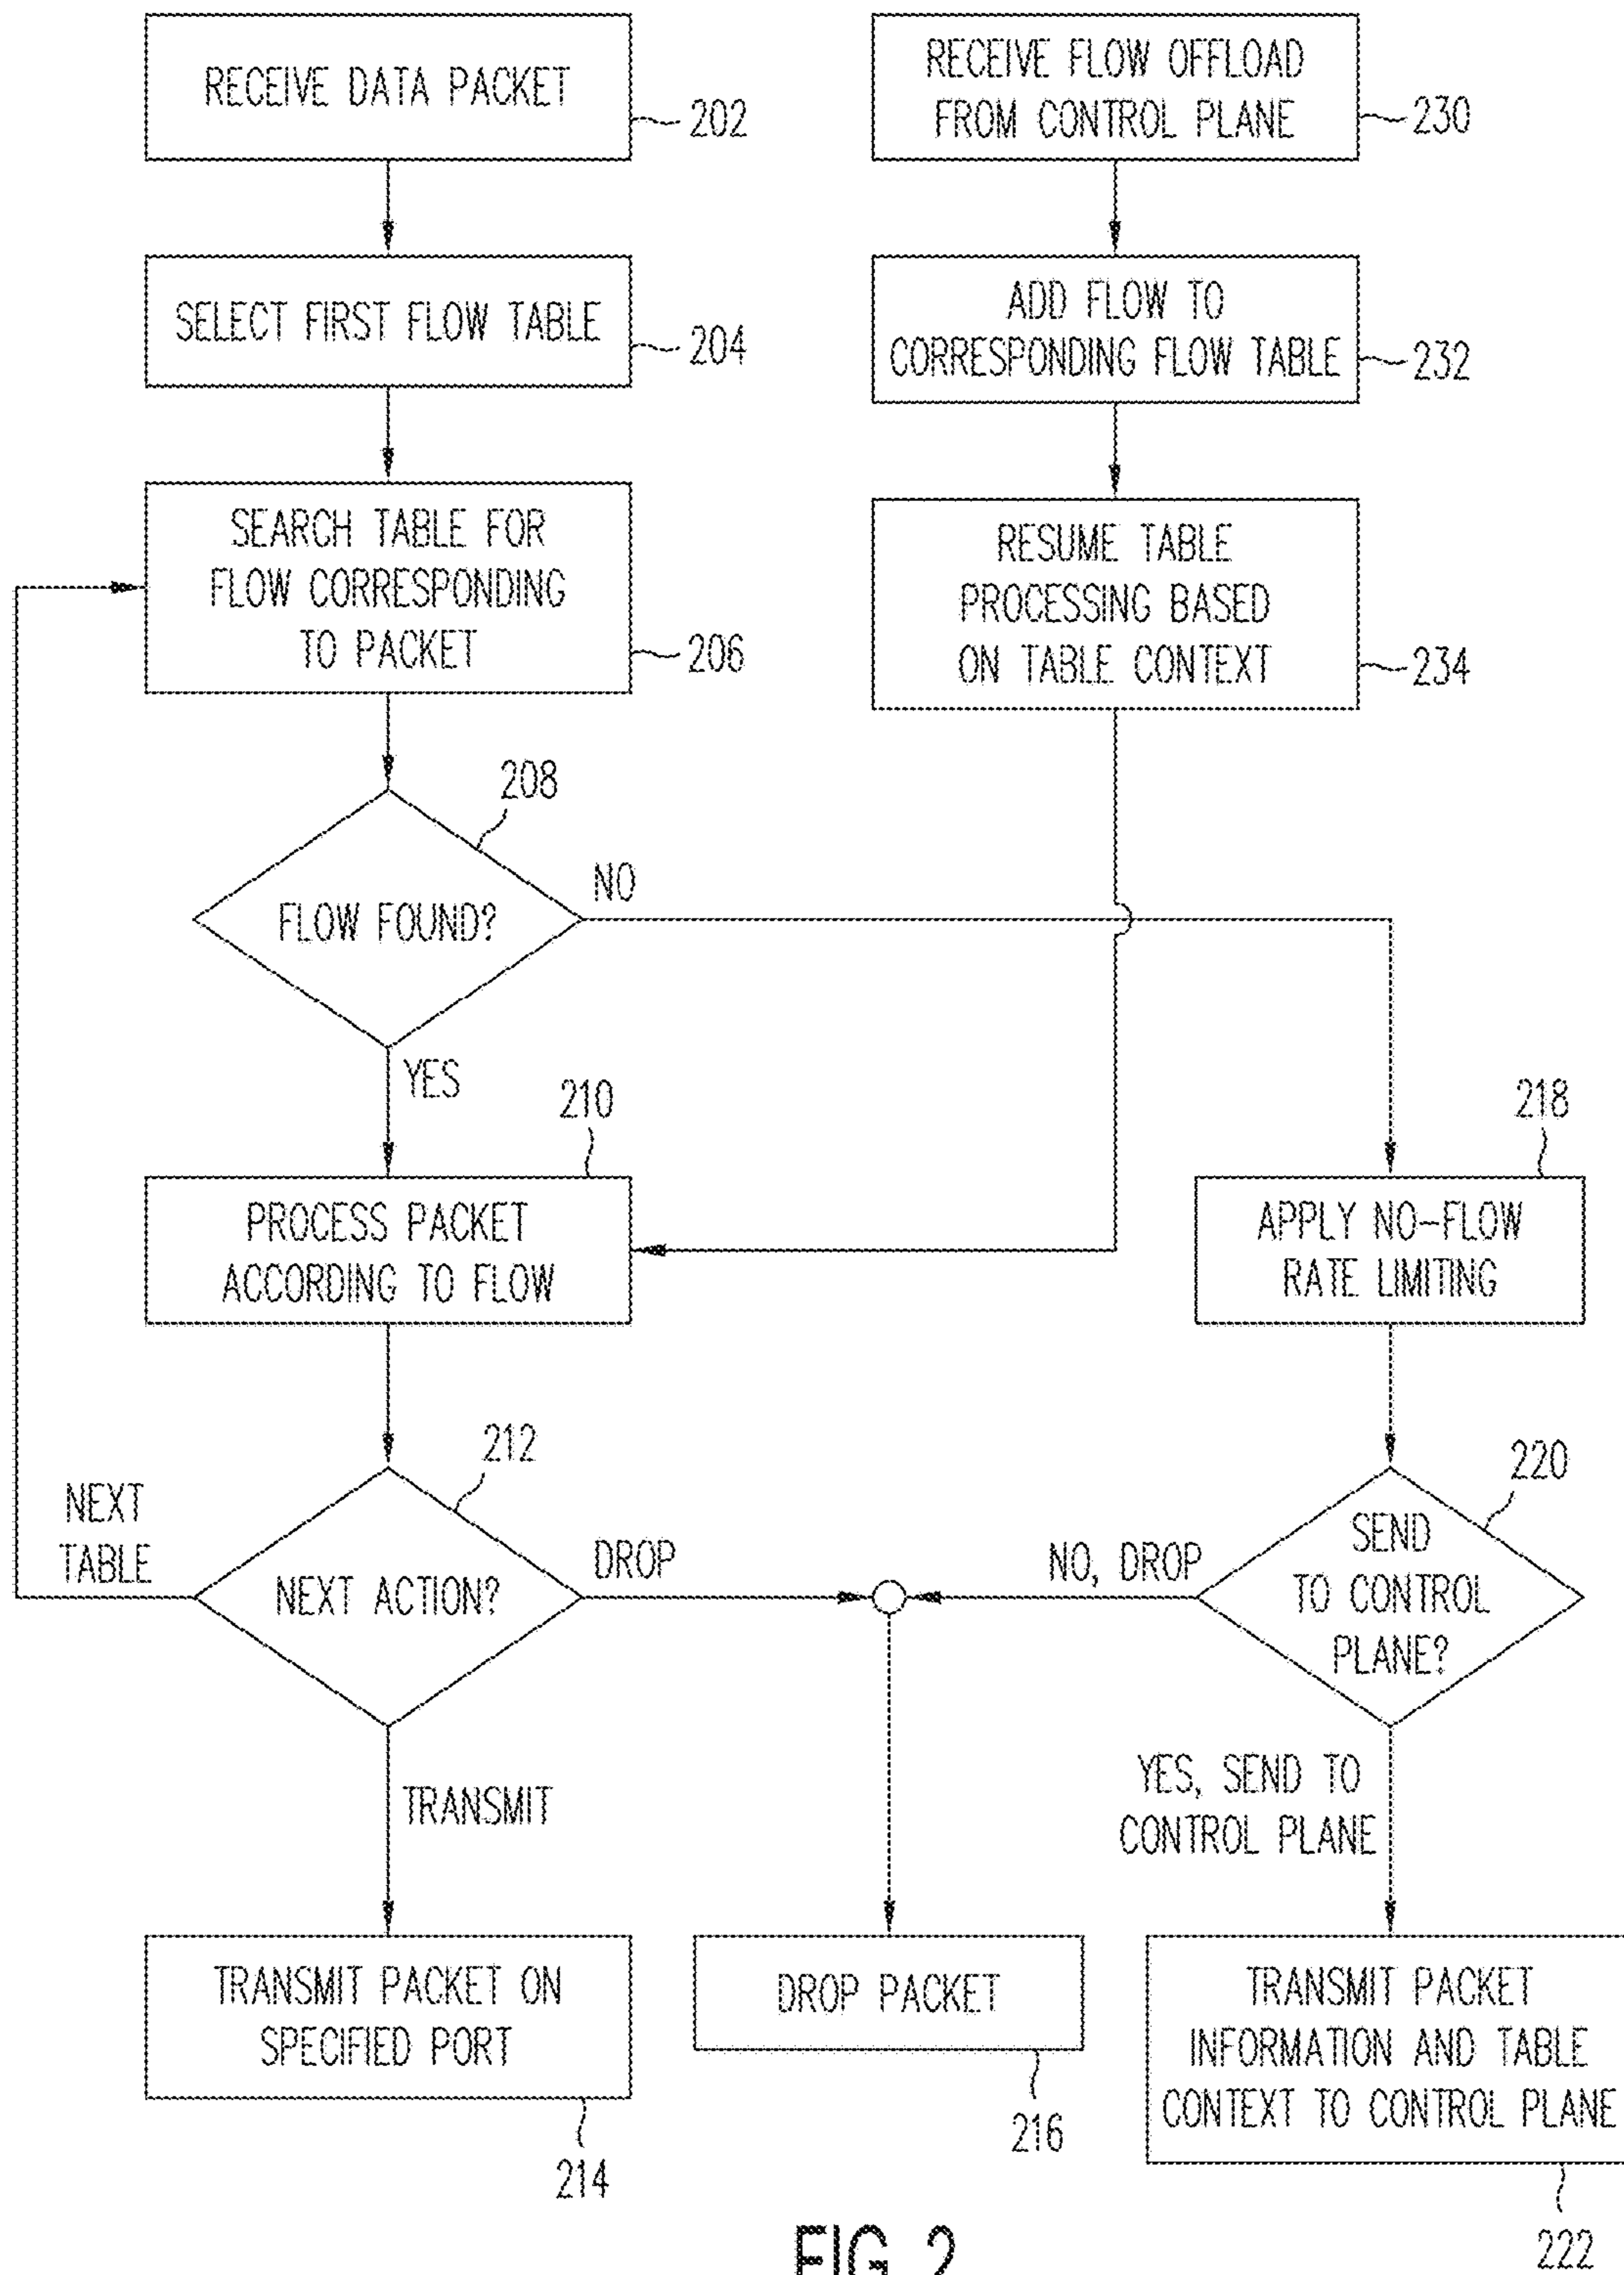 RECEIVE DATA PACKET
202
SELECT FIRST FLOW TABLE
204
SEARCH TABLE FOR
FLOW CORRESPONDING
TO PACKET
206
208
FLOW FOUND?
NO
YES
210
PROCESS PACKET
ACCORDING TO FLOW
212
NEXT
TABLE
NEXT ACTION?
DROP
TRANSMIT
TRANSMIT PACKET ON
SPECIFIED PORT
214
RECEIVE FLOW OFFLOAD
FROM CONTROL PLANE
230
ADD FLOW TO
CORRESPONDING FLOW TABLE
232
RESUME TABLE
PROCESSING BASED
ON TABLE CONTEXT
234
218
APPLY NO-FLOW
RATE LIMITING
220
SEND
TO CONTROL
PLANE?
NO, DROP
YES, SEND TO
CONTROL PLANE
DROP PACKET
216
TRANSMIT PACKET
INFORMATION AND TABLE
CONTEXT TO CONTROL PLANE
222
FIG. 2